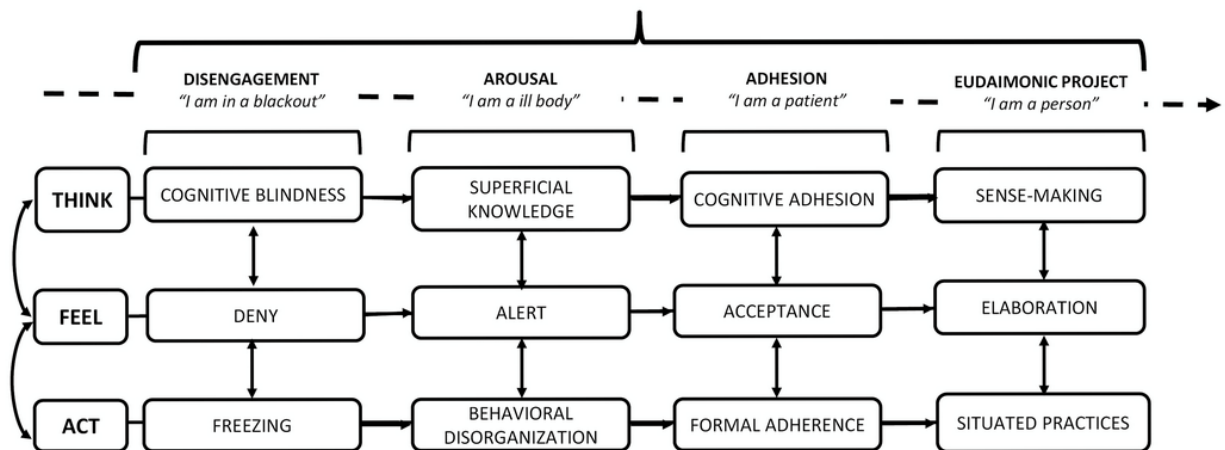 DISENGAGEMENT
“I am in a blackout”
AROUSAL
“I am a ill body”
ADHESION
“I am a patient”
EUDAIMONIC PROJECT
“I am a person”
THINK
COGNITIVE BLINDNESS
SUPERFICIAL
KNOWLEDGE
COGNITIVE ADHESION
SENSE-MAKING
FEEL
DENY
ALERT
ACCEPTANCE
ELABORATION
ACT
FREEZING
BEHAVIORAL
DISORGANIZATION
FORMAL ADHERENCE
SITUATED PRACTICES